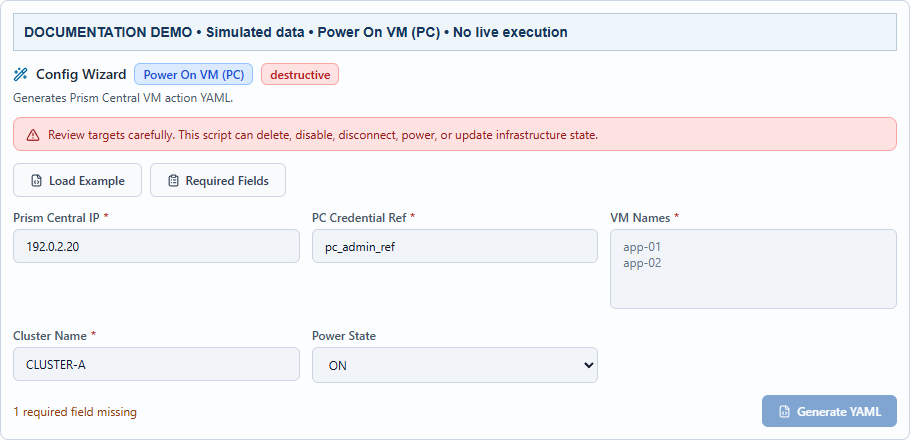 DOCUMENTATION DEMO • Simulated data • Power On VM (PC) • No live execution
Config Wizard Power On VM (PC) destructive
Generates Prism Central VM action YAML.
Review targets carefully. This script can delete, disable, disconnect, power, or update infrastructure state.
Load Example Required Fields
Prism Central IP * PC Credential Ref * VM Names *
192.0.2.20 pc_admin_ref app-01
app-02
Cluster Name * Power State
CLUSTER-A ON
1 required field missing Generate YAML